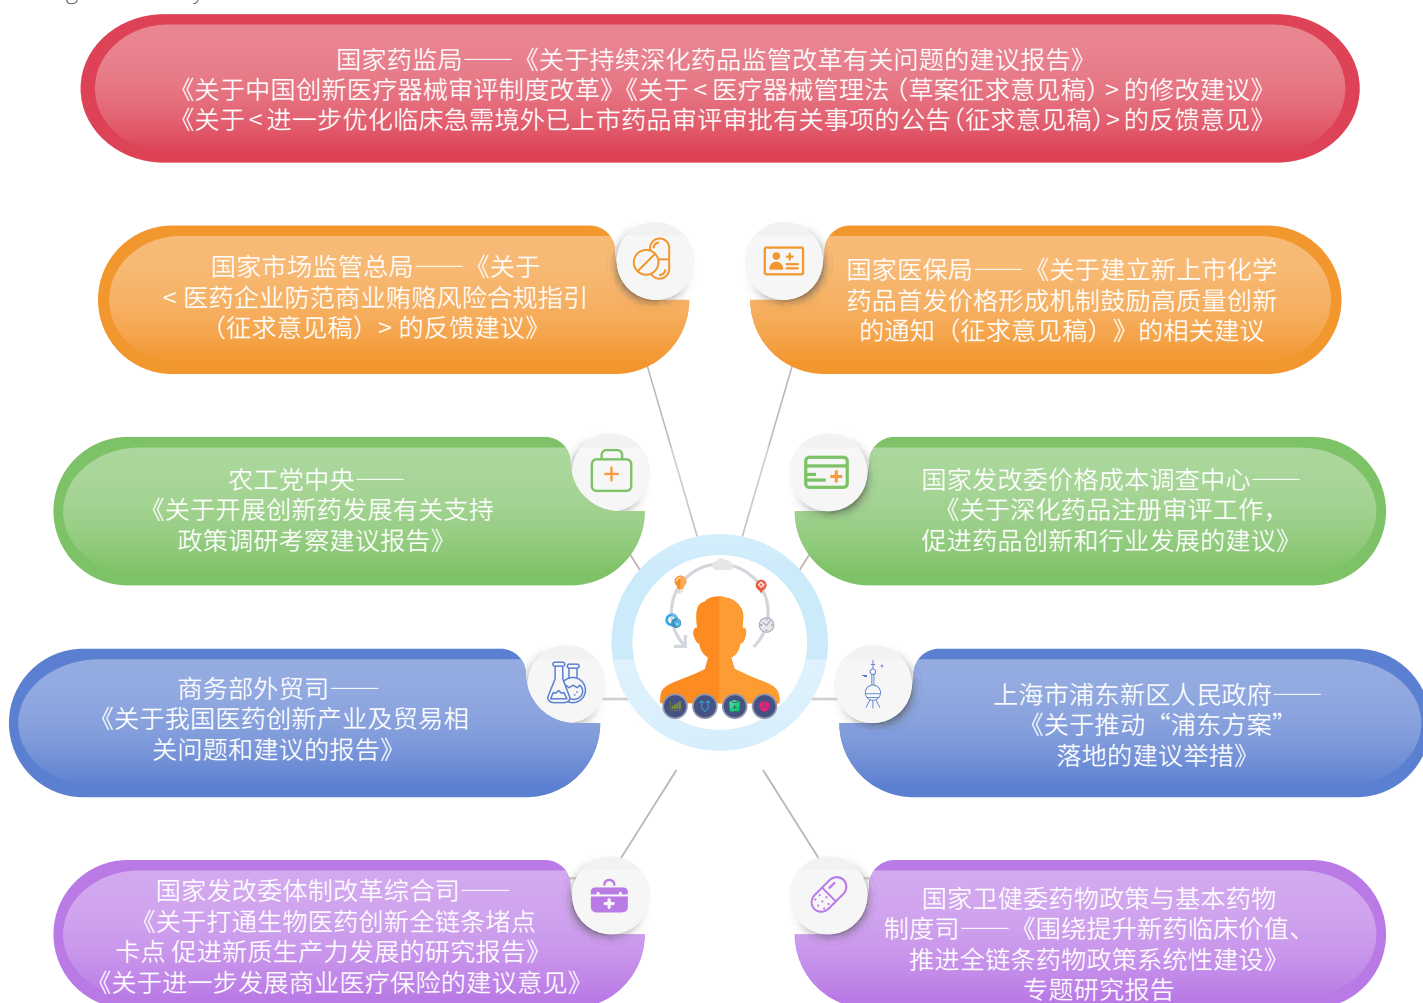 国家药监局——《关于持续深化药品监管改革有关问题的建议报告》
《关于中国创新医疗器械审评制度改革》《关于<医疗器械管理法（草案征求意见稿）>的修改建议》
《关于<进一步优化临床急需境外已上市药品审评审批有关事项的公告（征求意见稿）>的反馈意见》
国家市场监管总局——《关于
<医药企业防范商业贿赂风险合规指引
（征求意见稿）>的反馈建议》
国家医保局——《关于建立新上市化学
药品首发价格形成机制鼓励高质量创新
的通知（征求意见稿）》的相关建议
农工党中央——
《关于开展创新药发展有关支持
政策调研考察建议报告》
国家发改委价格成本调查中心——
《关于深化药品注册审评工作，
促进药品创新和行业发展的建议》
商务部外贸司——
《关于我国医药创新产业及贸易相
关问题和建议的报告》
上海市浦东新区人民政府——
《关于推动“浦东方案”
落地的建议举措》
国家发改委体制改革综合司——
《关于打通生物医药创新全链条堵点
卡点 促进新质生产力发展的研究报告》
《关于进一步发展商业医疗保险的建议意见》
国家卫健委药物政策与基本药物
制度司——《围绕提升新药临床价值、
推进全链条药物政策系统性建设》
专题研究报告